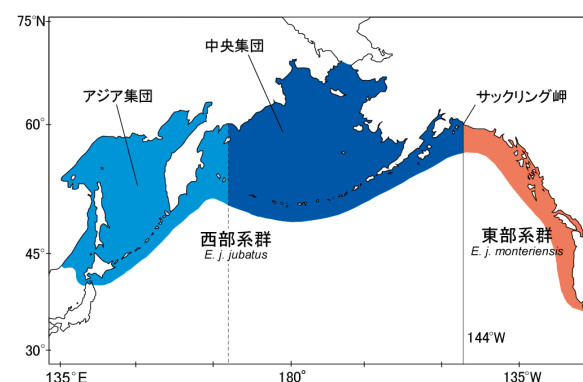 75°N
中央集団
アジア集団
サックリング岬
60°
西部系群
E. j. jubatus
東部系群
E. j. monteriensis
45°
144°W
30°
135°E
180°
135°W